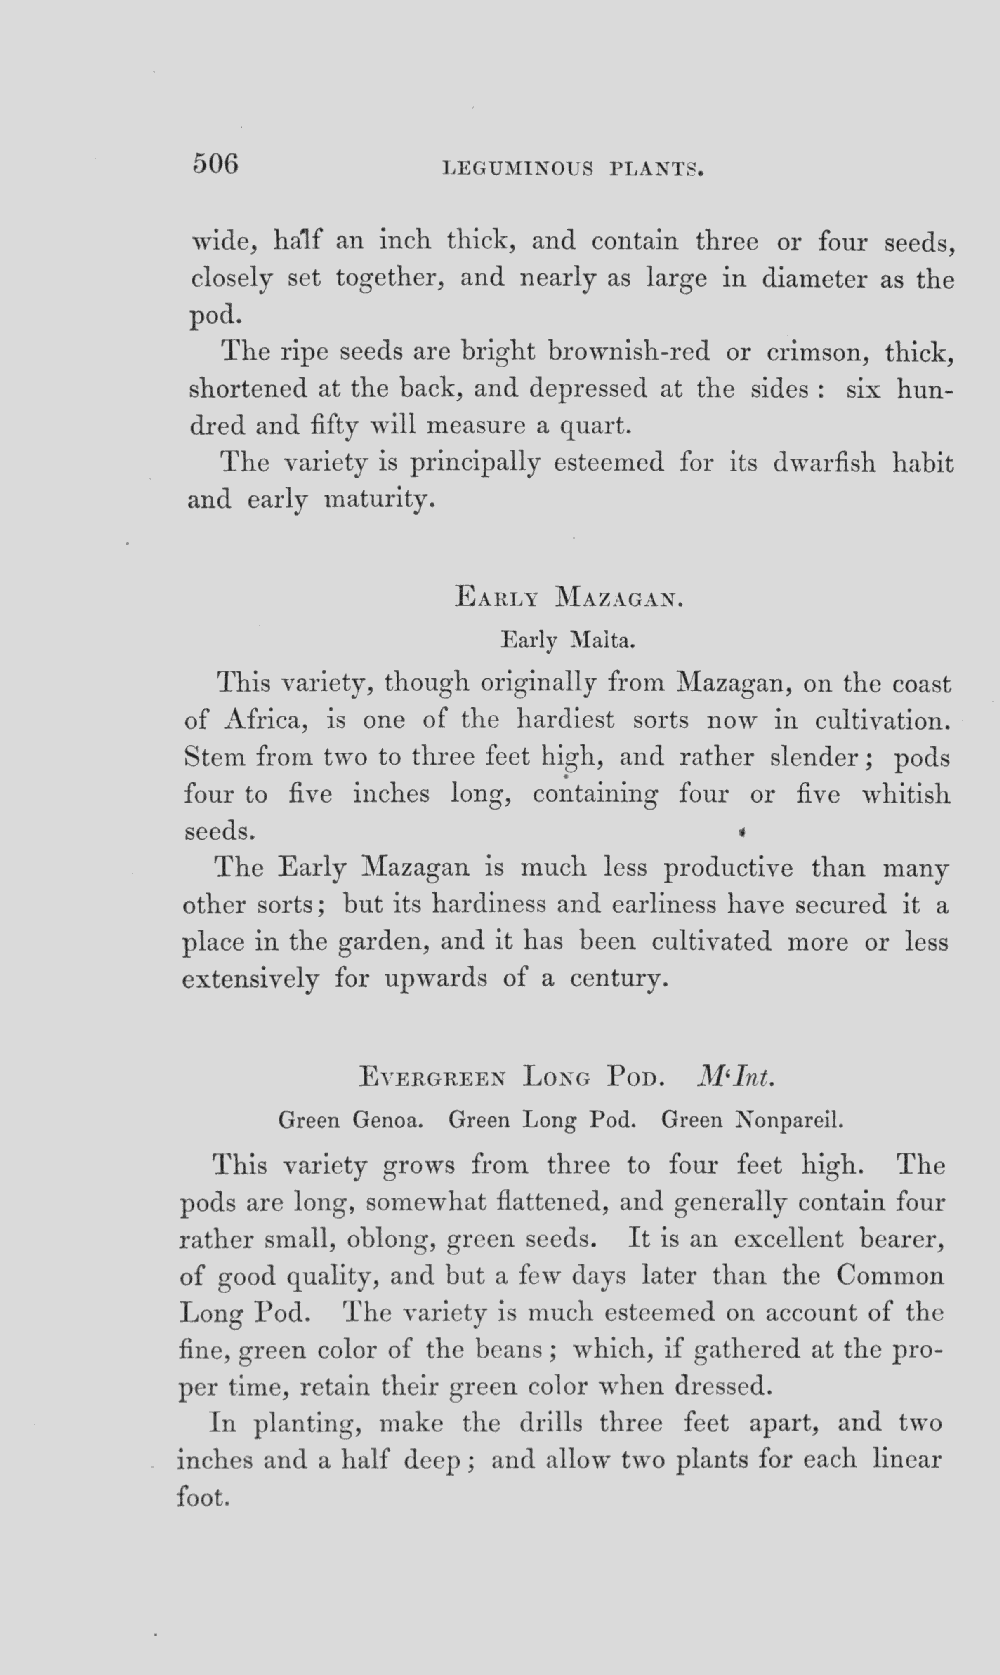 506
LEGUMINOUS PLANTS.
wide, half an inch thick, and contain three or four seeds,
closely set together, and nearly as large in diameter as the
pod.
The ripe seeds are bright brownish-red or crimson, thick,
shortened at the back, and depressed at the sides : six hun-
dred and fifty will measure a quart.
The variety is principally esteemed for its dwarfish habit
and early maturity.
EARLY MAZAGAN.
Early Malta.
This variety, though originally from Mazagan, on the coast
of Africa, is one of the hardiest sorts now in cultivation.
Stem from two to three feet high, and rather slender ; pods
four to five inches long, containing four or five whitish
seeds.
The Early Mazagan is much less productive than many
other sorts; but its hardiness and earliness have secured it a
place in the garden, and it has been cultivated more or less
extensively for upwards of a century.
EVERGREEN LONG POD. M‘Int.
Green Genoa. Green Long Pod. Green Nonpareil.
This variety grows from three to four feet high. The
pods are long, somewhat flattened, and generally contain four
rather small, oblong, green seeds. It is an excellent bearer,
of good quality, and but a few days later than the Common
Long Pod. The variety is much esteemed on account of the
fine, green color of the beans ; which, if gathered at the pro-
per time, retain their green color when dressed.
In planting, make the drills three feet apart, and two
inches and a half deep ; and allow two plants for each linear
foot.